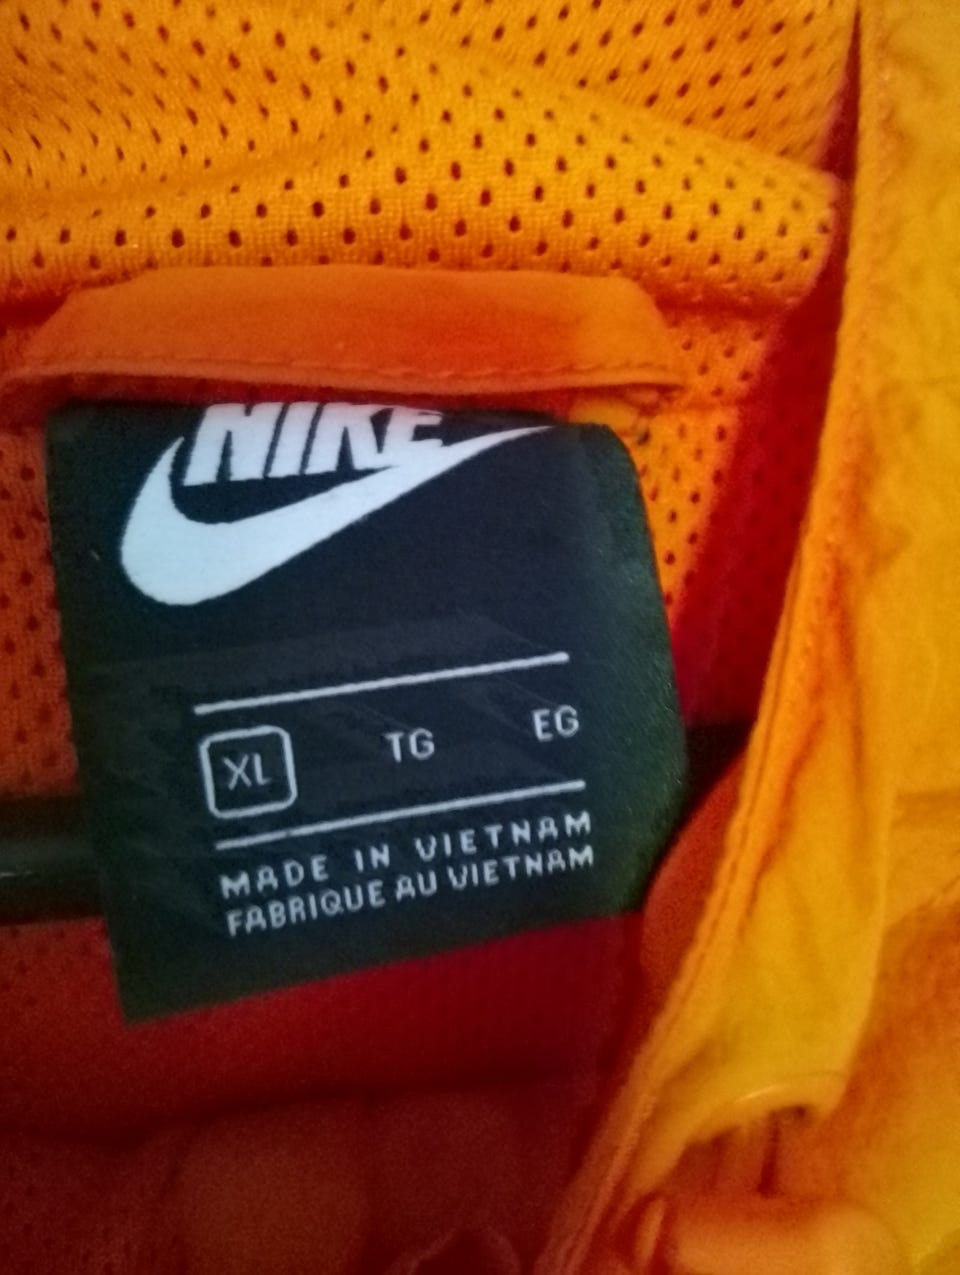 NIKE
XL TG EG
MADE IN VIETNAM
FABRIQUE AU VIETNAM